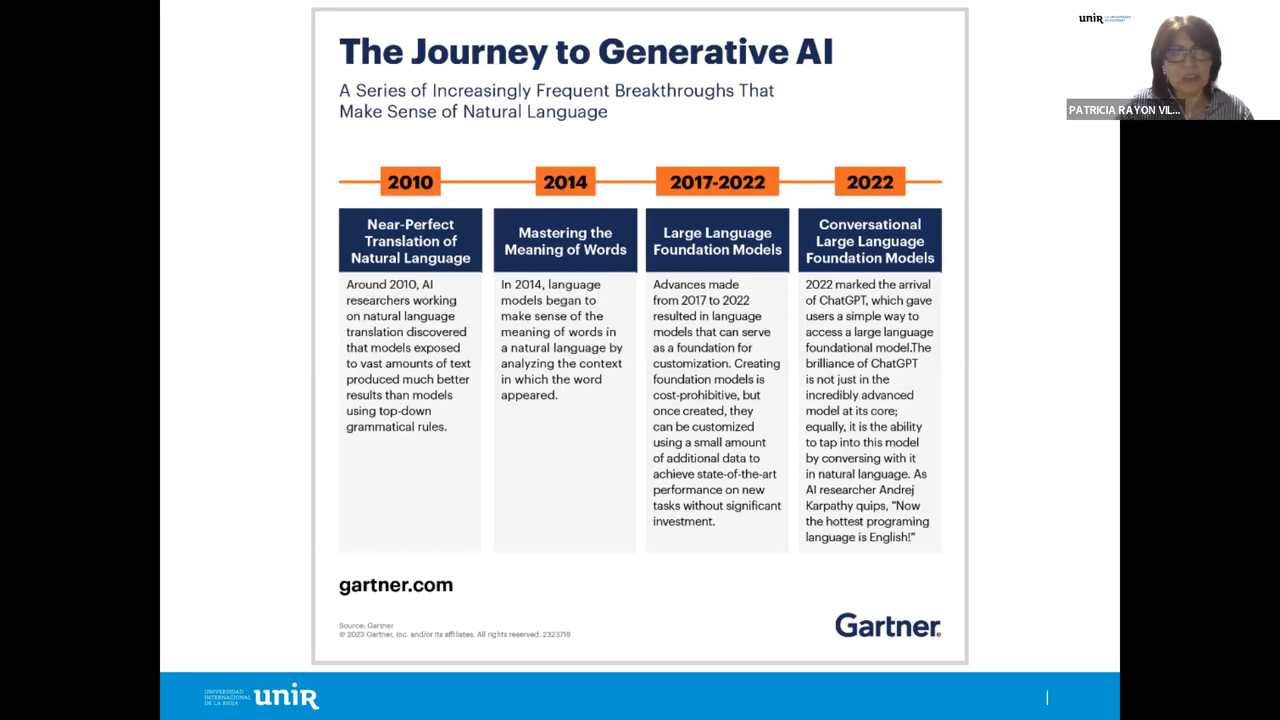 The Journey to Generative AI
A Series of Increasingly Frequent Breakthroughs That
Make Sense of Natural Language
2010
Near-Perfect
Translation of
Natural Language
Around 2010, AI
researchers working
on natural language
translation discovered
that models exposed
to vast amounts of text
produced much better
results than models
using top-down
grammatical rules.
2014
Mastering the
Meaning of Words
In 2014, language
models began to
make sense of the
meaning of words in
a natural language by
analyzing the context
in which the word
appeared.
2017-2022
Large Language
Foundation Models
Advances made
from 2017 to 2022
resulted in language
models that can serve
as a foundation for
customization. Creating
foundation models is
cost-prohibitive, but
once created, they
can be customized
using a small amount
of additional data to
achieve state-of-the-art
performance on new
tasks without significant
investment.
2022
Conversational
Large Language
Foundation Models
2022 marked the arrival
of ChatGPT, which gave
users a simple way to
access a large language
foundational model.The
brilliance of ChatGPT
is not just in the
incredibly advanced
model at its core;
equally, it is the ability
to tap into this model
by conversing with it
in natural language. As
AI researcher Andrej
Karpathy quips, “Now
the hottest programing
language is English!”
gartner.com
Source: Gartner
© 2023 Gartner, Inc. and/or its affiliates. All rights reserved. 2323718
Gartner®
UNIVERSIDAD
INTERNACIONAL
DE LA RIOJA
unir
unir
LA UNIVERSIDAD
EN INTERNET
PATRICIA RAYON VIL...